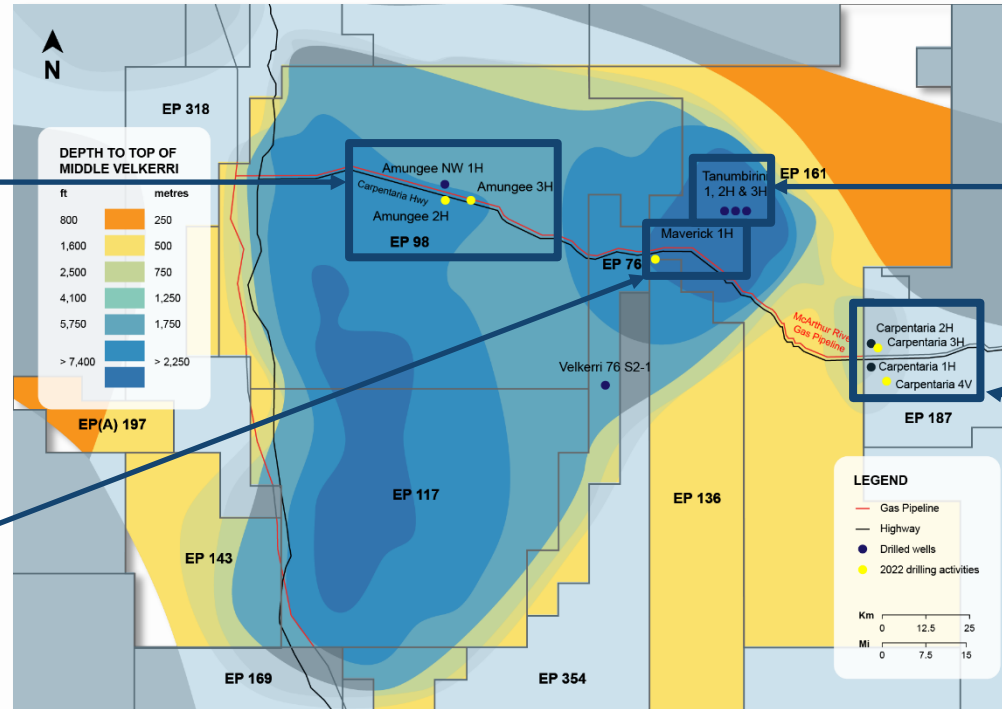 N
EP 318
DEPTH TO TOP OF
MIDDLE VELKERRI
ft metres
800 250
1,600 500
2,500 750
4,100 1,250
5,750 1,750
> 7,400 > 2,250
Amungee NW 1H
Amungee 3H
Carpentaria Hwy
Amungee 2H
EP 98
Tanumbirini
1, 2H & 3H
EP 161
Maverick 1H
EP 76
McArthur River
Gas Pipeline
Carpentaria 2H
Carpentaria 3H
Carpentaria 1H
Carpentaria 4V
EP 187
Velkerri 76 S2-1
EP(A) 197
EP 117
EP 136
EP 143
EP 169
EP 354
LEGEND
Gas Pipeline
Highway
Drilled wells
2022 drilling activities
Km
0 12.5 25
Mi
0 7.5 15